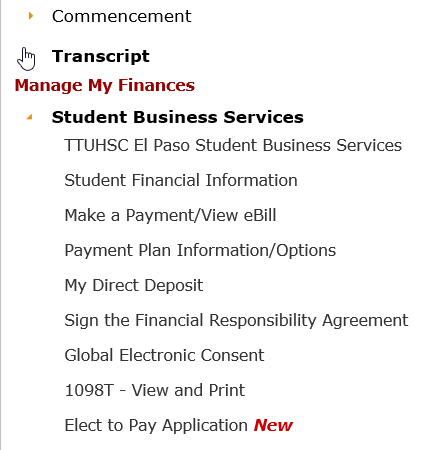 Commencement
Transcript
Manage My Finances
Student Business Services
TTUHSC El Paso Student Business Services
Student Financial Information
Make a Payment/View eBill
Payment Plan Information/Options
My Direct Deposit
Sign the Financial Responsibility Agreement
Global Electronic Consent
1098T - View and Print
Elect to Pay Application New